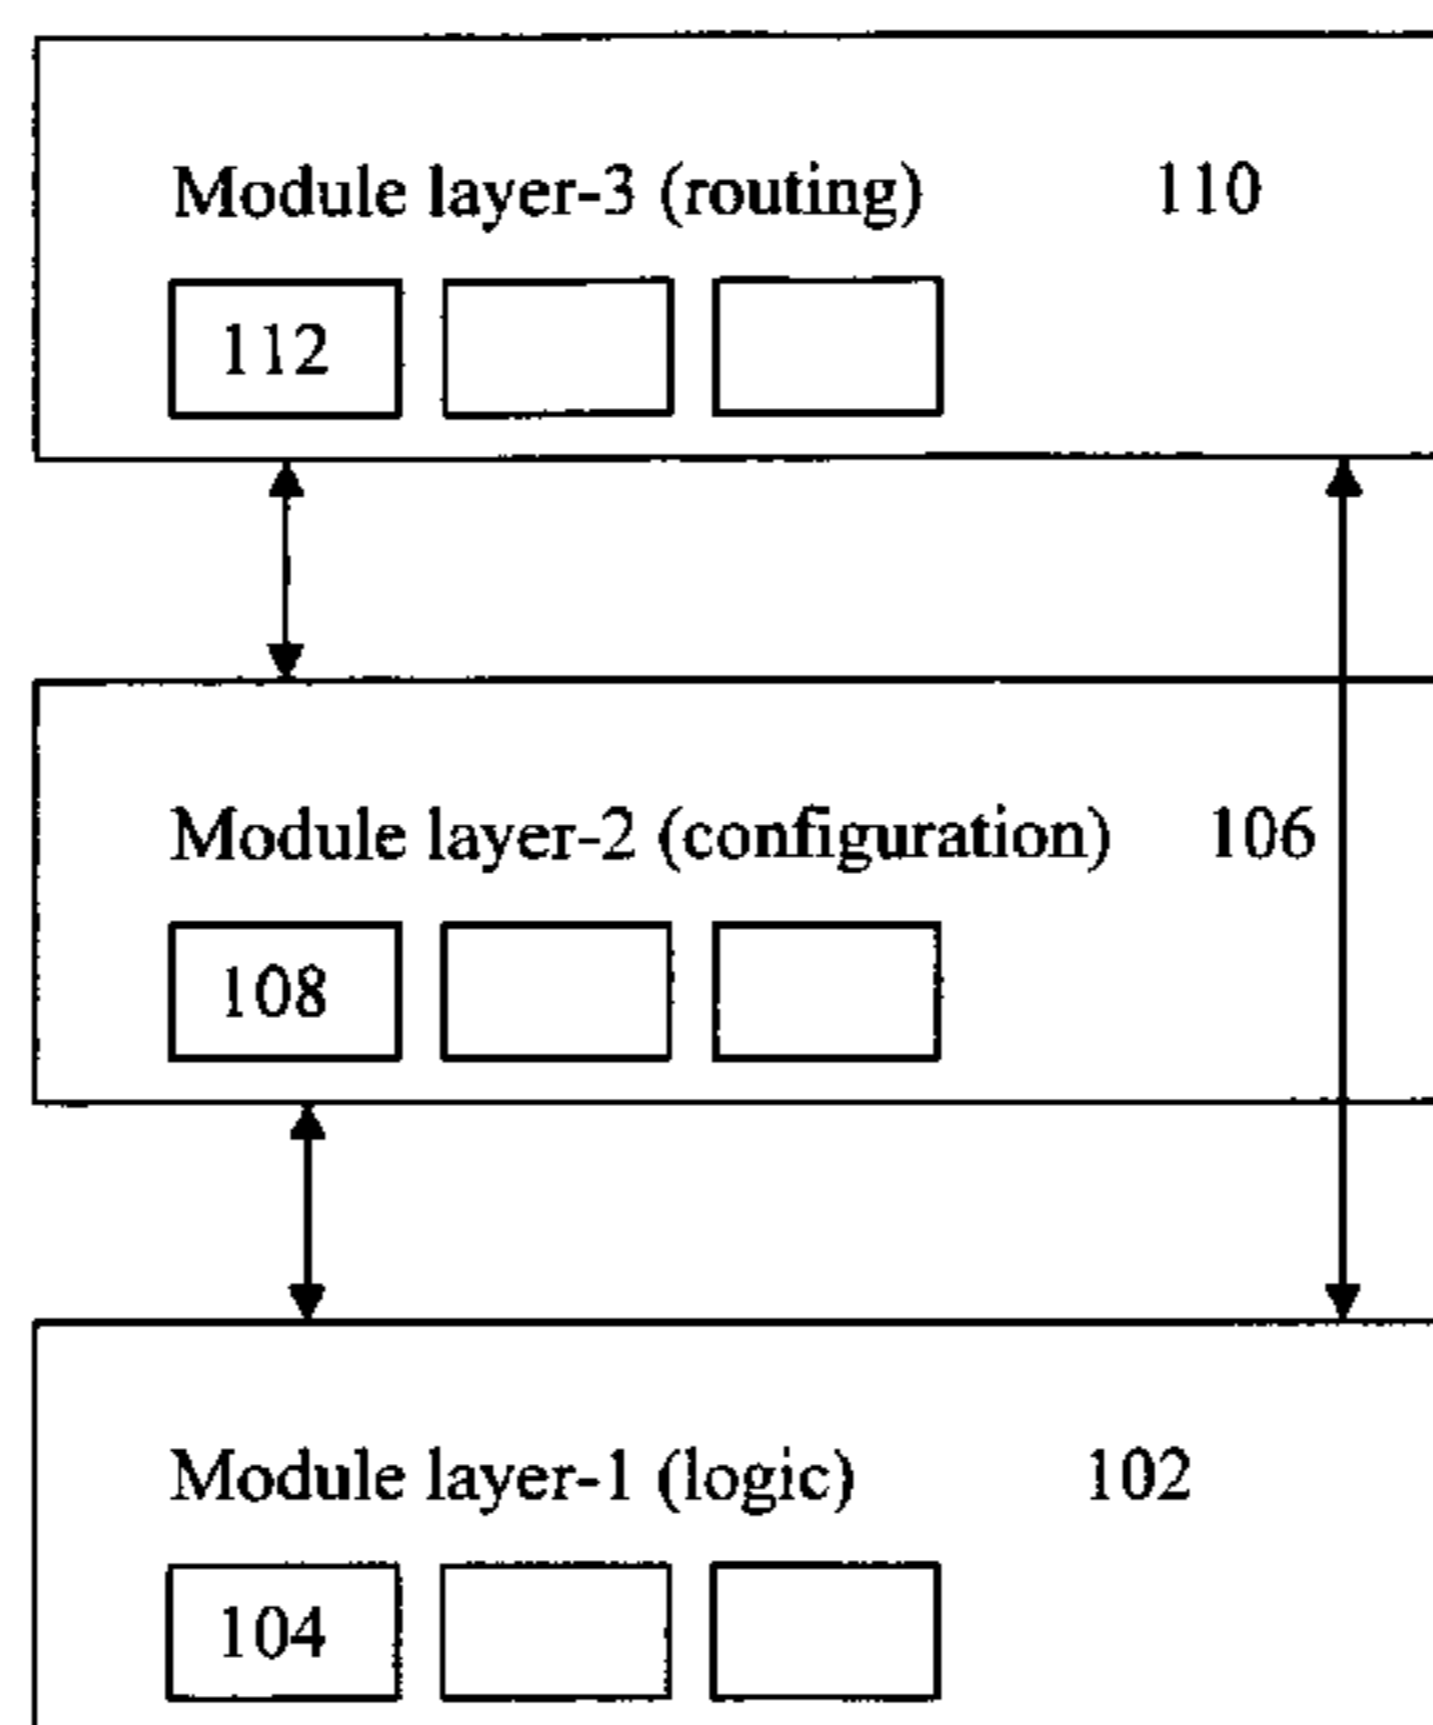 Module layer-3 (routing) 110
112
Module layer-2 (configuration) 106
108
Module layer-1 (logic) 102
104